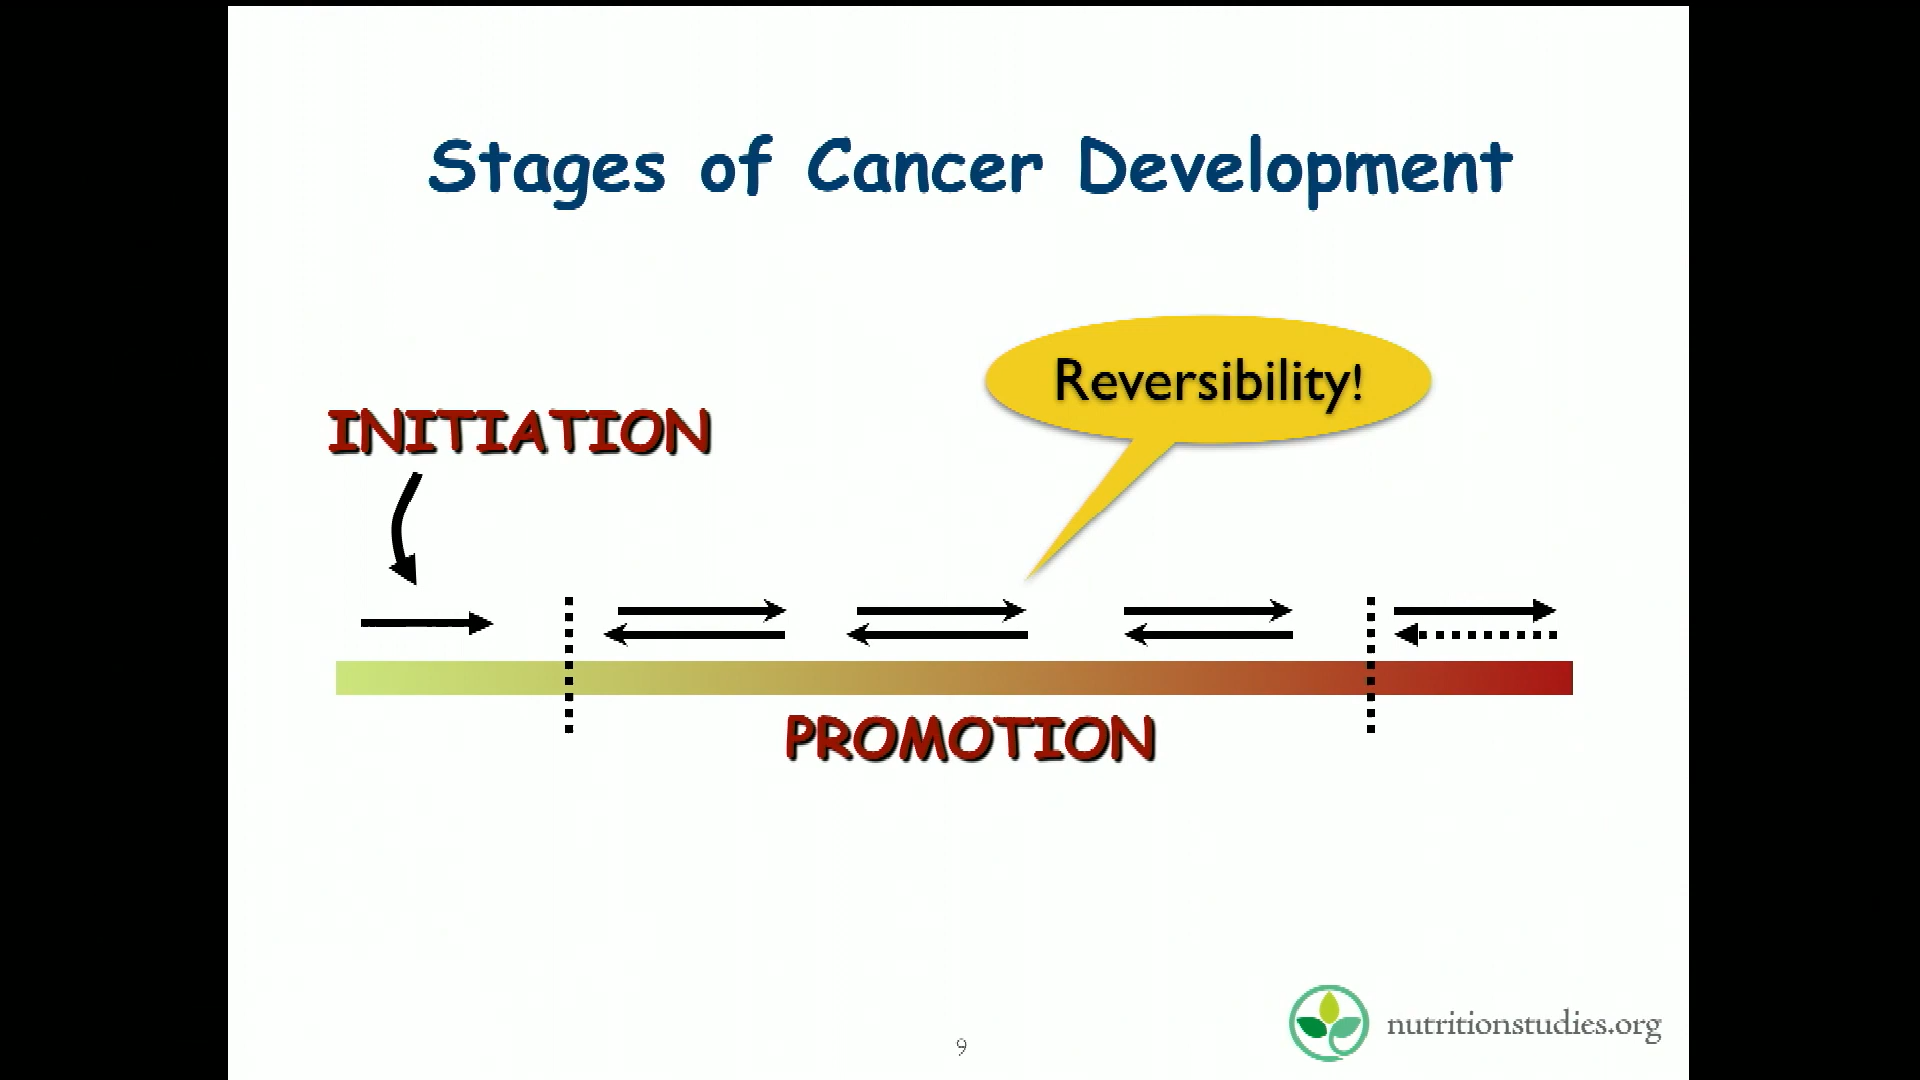 Stages of Cancer Development
Reversibility!
INITIATION
PROMOTION
nutritionstudies.org
9